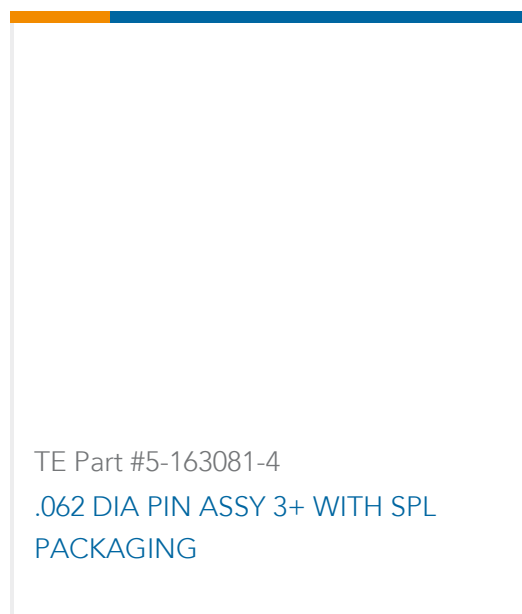 TE Part #5-163081-4
.062 DIA PIN ASSY 3+ WITH SPL
PACKAGING